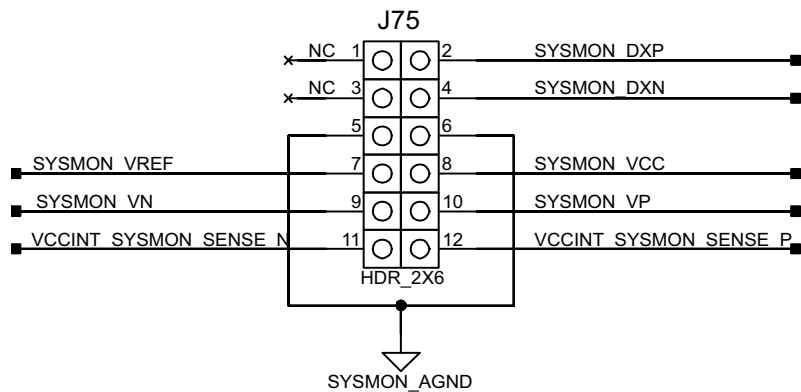 J75
NC 1 2 SYSMON_DXP
NC 3 4 SYSMON_DXN
5 6
SYSMON_VREF 7 8 SYSMON_VCC
SYSMON_VN 9 10 SYSMON_VP
VCCINT_SYSMON_SENSE_N 11 12 VCCINT_SYSMON_SENSE_P
HDR_2X6
SYSMON_AGND